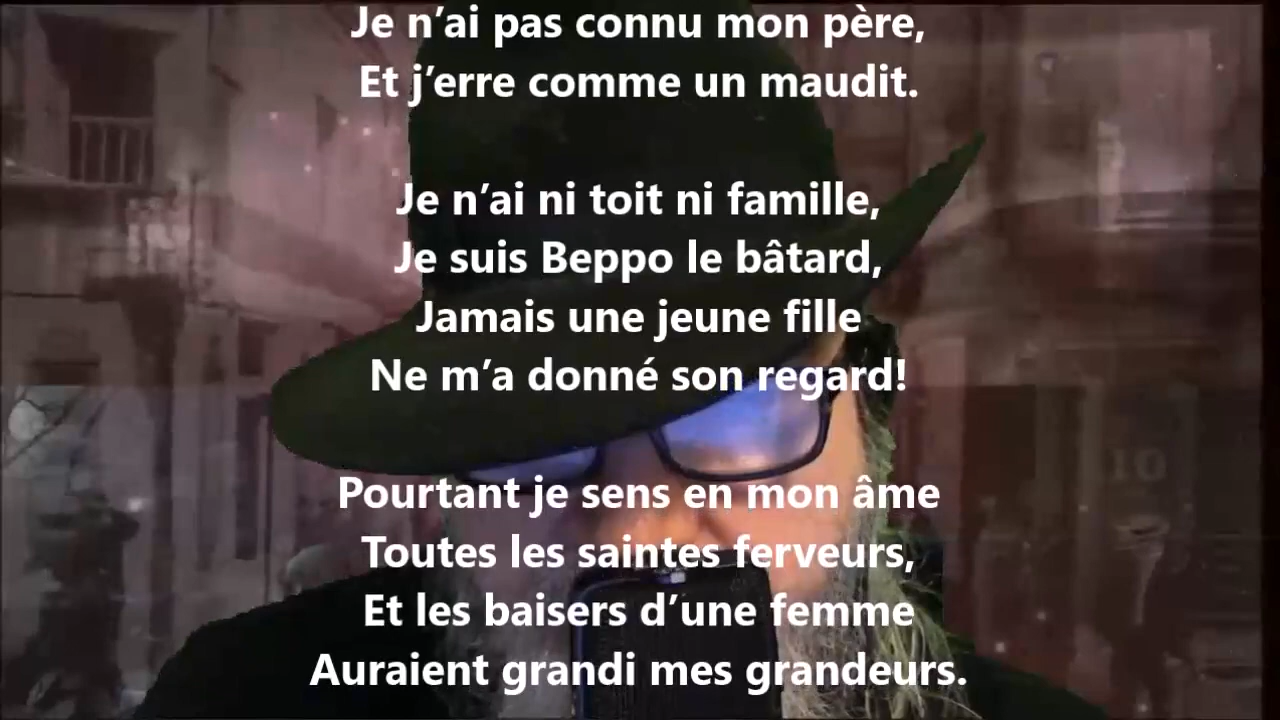 Je n’ai pas connu mon père,
Et j’erre comme un maudit.
Je n’ai ni toit ni famille,
Je suis Beppo le bâtard,
Jamais une jeune fille
Ne m’a donné son regard!
Pourtant je sens en mon âme
Toutes les saintes ferveurs,
Et les baisers d’une femme
Auraient grandi mes grandeurs.
10